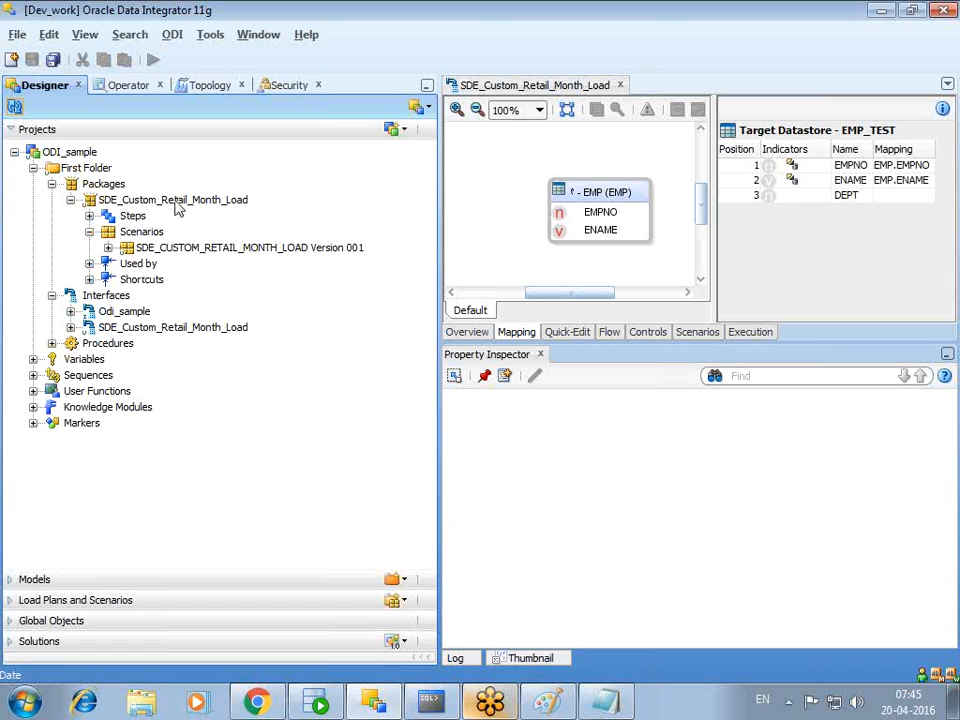 [Dev_work] Oracle Data Integrator 11g
File Edit View Search ODI Tools Window Help
Designer Operator Topology Security
Projects
ODI_sample
First Folder
Packages
SDE_Custom_Retail_Month_Load
Steps
Scenarios
SDE_CUSTOM_RETAIL_MONTH_LOAD Version 001
Used by
Shortcuts
Interfaces
Odi_sample
SDE_Custom_Retail_Month_Load
Procedures
Variables
Sequences
User Functions
Knowledge Modules
Markers
Models
Load Plans and Scenarios
Global Objects
Solutions
SDE_Custom_Retail_Month_Load
100%
- EMP (EMP)
EMPNO
ENAME
Default
Target Datastore - EMP_TEST
Position Indicators Name Mapping
1 EMPNO EMP.EMPNO
2 ENAME EMP.ENAME
3 DEPT
Overview Mapping Quick-Edit Flow Controls Scenarios Execution
Property Inspector
Find
Log Thumbnail
Date
EN
07:45
20-04-2016